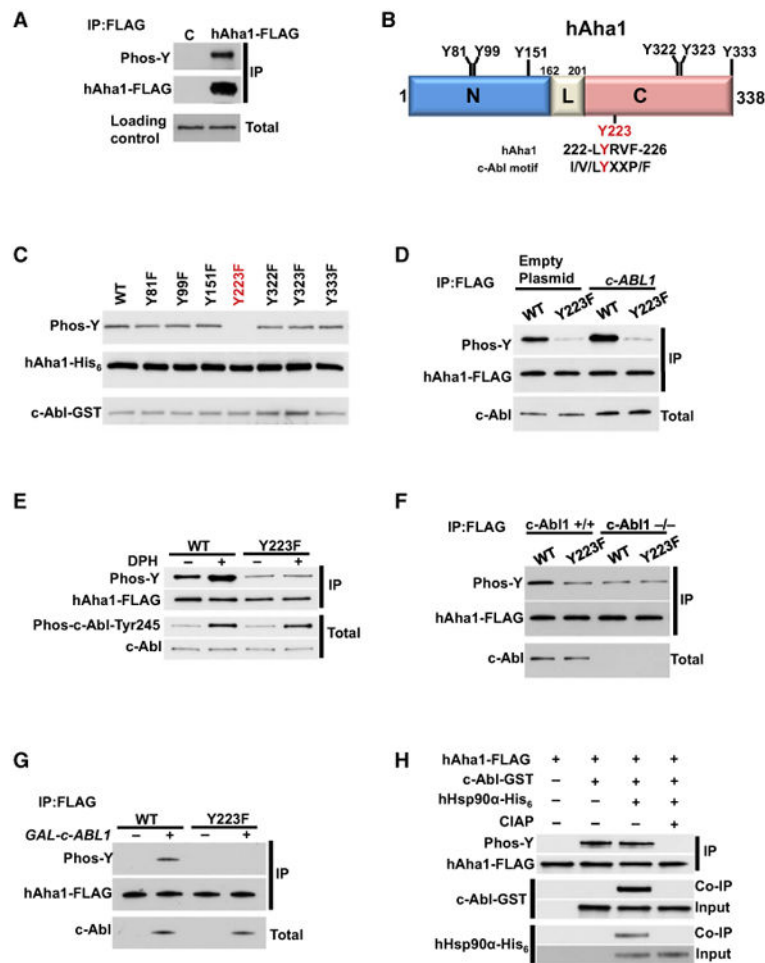 A
IP:FLAG
C hAha1-FLAG
Phos-Y
hAha1-FLAG
IP
Loading control
Total
B
hAha1
Y81 Y99 Y151 162 201 Y322 Y323 Y333
1 N L C 338
Y223
hAha1 222-LYRVF-226
c-Abl motif I/V/LYXXP/F
C
WT Y81F Y99F Y151F Y223F Y322F Y323F Y333F
Phos-Y
hAha1-His6
c-Abl-GST
D
IP:FLAG
Empty Plasmid c-ABL1
WT Y223F WT Y223F
Phos-Y
hAha1-FLAG
IP
c-Abl Total
E
WT Y223F
DPH – + – +
Phos-Y
hAha1-FLAG
IP
Phos-c-Abl-Tyr245
c-Abl
Total
F
IP:FLAG
c-Abl1 +/+ c-Abl1 –/–
WT Y223F WT Y223F
Phos-Y
hAha1-FLAG
IP
c-Abl Total
G
IP:FLAG
WT Y223F
GAL-c-ABL1 – + – +
Phos-Y
hAha1-FLAG
IP
c-Abl Total
H
hAha1-FLAG + + + +
c-Abl-GST – + + +
hHsp90α-His6 – – + +
CIAP – – – +
Phos-Y
hAha1-FLAG
IP
c-Abl-GST
Co-IP
Input
hHsp90α-His6
Co-IP
Input